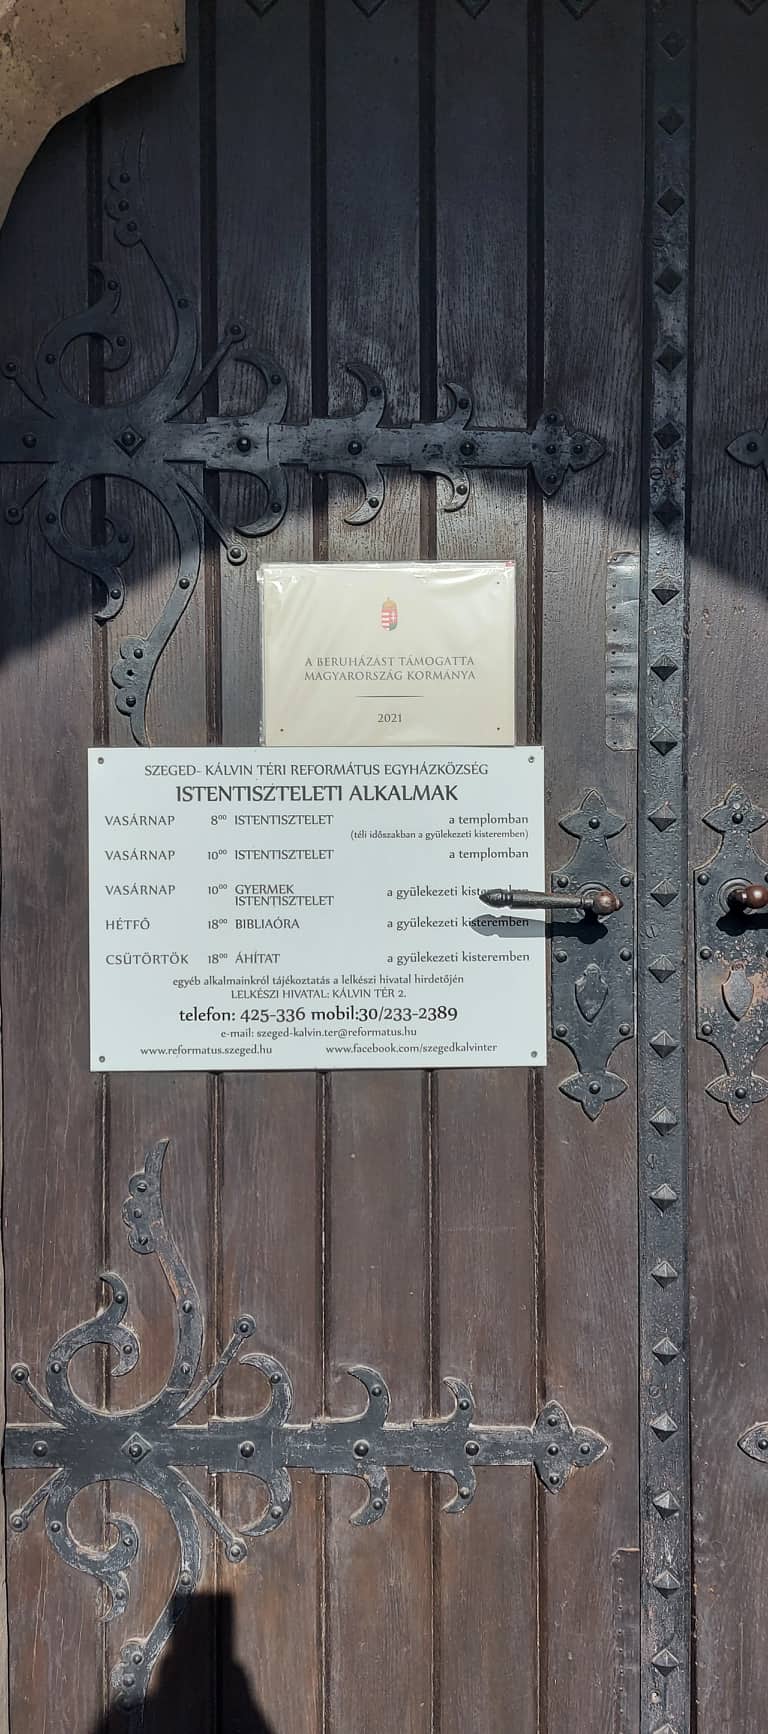 A BERUHÁZÁST TÁMOGATTA
MAGYARORSZÁG KORMÁNYA
2021
SZEGED- KÁLVIN TÉRI REFORMÁTUS EGYHÁZKÖZSÉG
ISTENTISZTELETI ALKALMAK
VASÁRNAP 8⁰⁰ ISTENTISZTELET a templomban
(téli időszakban a gyülekezeti kisteremben)
VASÁRNAP 10⁰⁰ ISTENTISZTELET a templomban
VASÁRNAP 10⁰⁰ GYERMEK a gyülekezeti kisteremben
ISTENTISZTELET
HÉTFŐ 18⁰⁰ BIBLIAÓRA a gyülekezeti kisteremben
CSÜTÖRTÖK 18⁰⁰ ÁHÍTAT a gyülekezeti kisteremben
egyéb alkalmainkról tájékoztatás a lelkészi hivatal hirdetőjén
LELKÉSZI HIVATAL: KÁLVIN TÉR 2.
telefon: 425-336 mobil:30/233-2389
e-mail: szeged-kalvin.ter@reformatus.hu
www.reformatus.szeged.hu www.facebook.com/szegedkalvinter